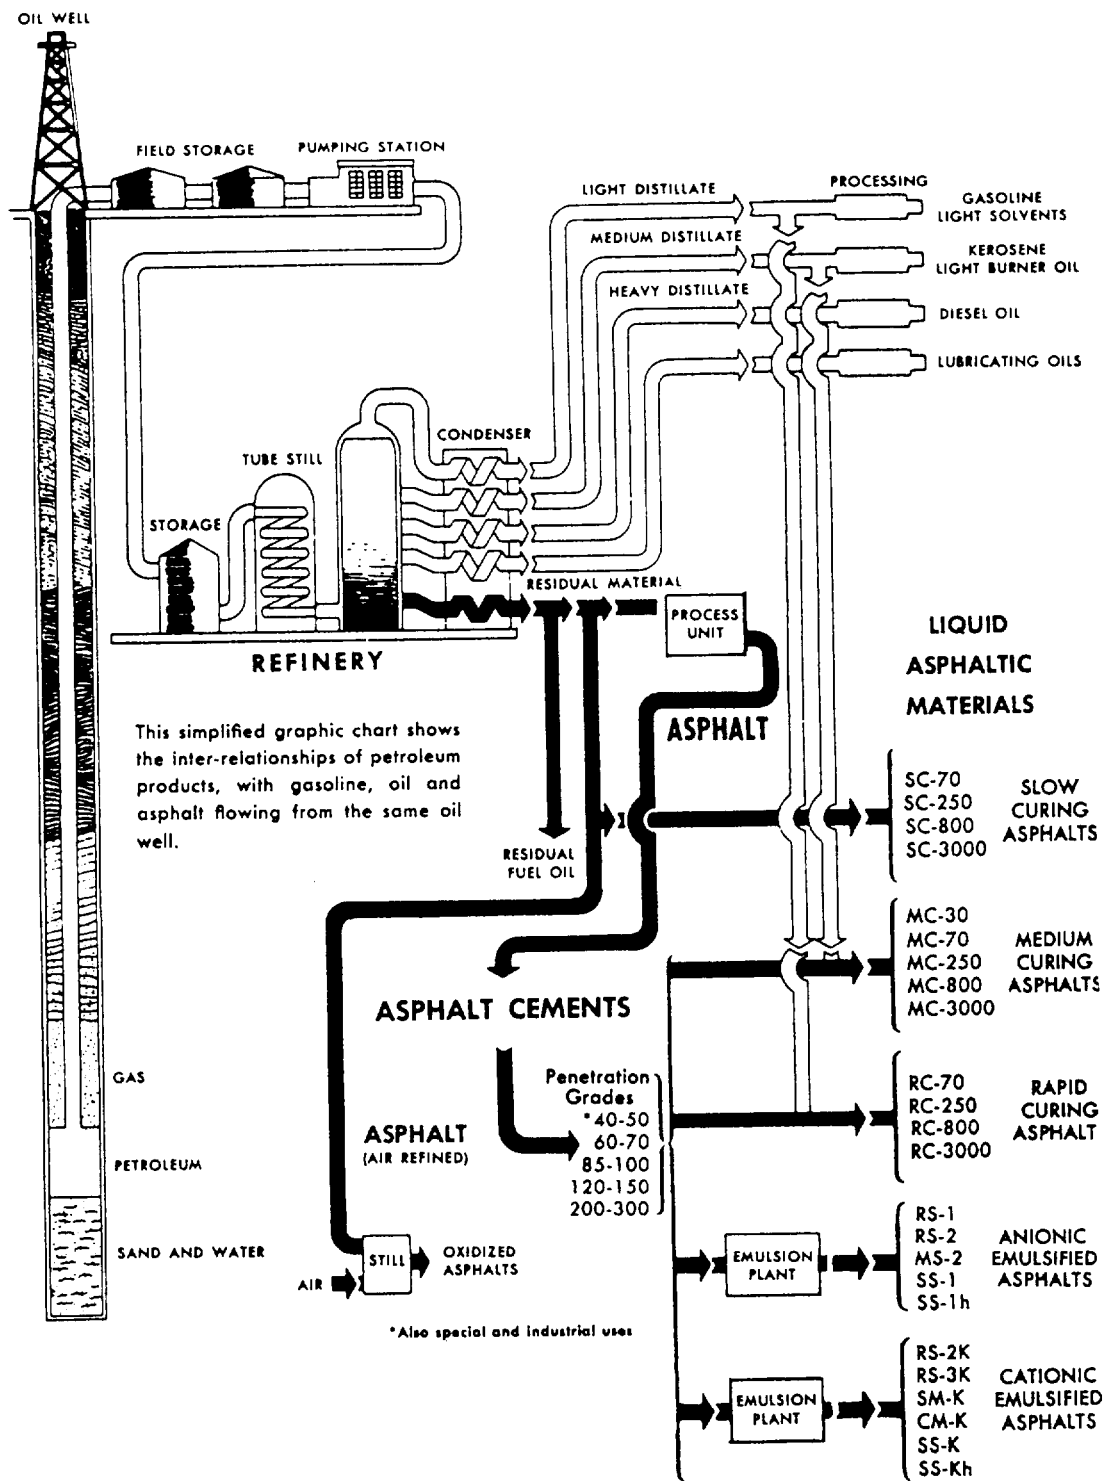 OIL WELL
FIELD STORAGE
PUMPING STATION
LIGHT DISTILLATE
PROCESSING
GASOLINE
LIGHT SOLVENTS
MEDIUM DISTILLATE
KEROSENE
LIGHT BURNER OIL
HEAVY DISTILLATE
DIESEL OIL
LUBRICATING OILS
CONDENSER
TUBE STILL
STORAGE
RESIDUAL MATERIAL
PROCESS
UNIT
REFINERY
LIQUID
ASPHALTIC
MATERIALS
This simplified graphic chart shows
the inter-relationships of petroleum
products, with gasoline, oil and
asphalt flowing from the same oil
well.
ASPHALT
RESIDUAL
FUEL OIL
SC-70
SC-250
SC-800
SC-3000
SLOW
CURING
ASPHALTS
MC-30
MC-70
MC-250
MC-800
MC-3000
MEDIUM
CURING
ASPHALTS
ASPHALT CEMENTS
GAS
Penetration
Grades
*40-50
60-70
85-100
120-150
200-300
ASPHALT
(AIR REFINED)
RC-70
RC-250
RC-800
RC-3000
RAPID
CURING
ASPHALT
PETROLEUM
SAND AND WATER
STILL
AIR
OXIDIZED
ASPHALTS
EMULSION
PLANT
RS-1
RS-2
MS-2
SS-1
SS-1h
ANIONIC
EMULSIFIED
ASPHALTS
*Also special and industrial uses
EMULSION
PLANT
RS-2K
RS-3K
SM-K
CM-K
SS-K
SS-Kh
CATIONIC
EMULSIFIED
ASPHALTS